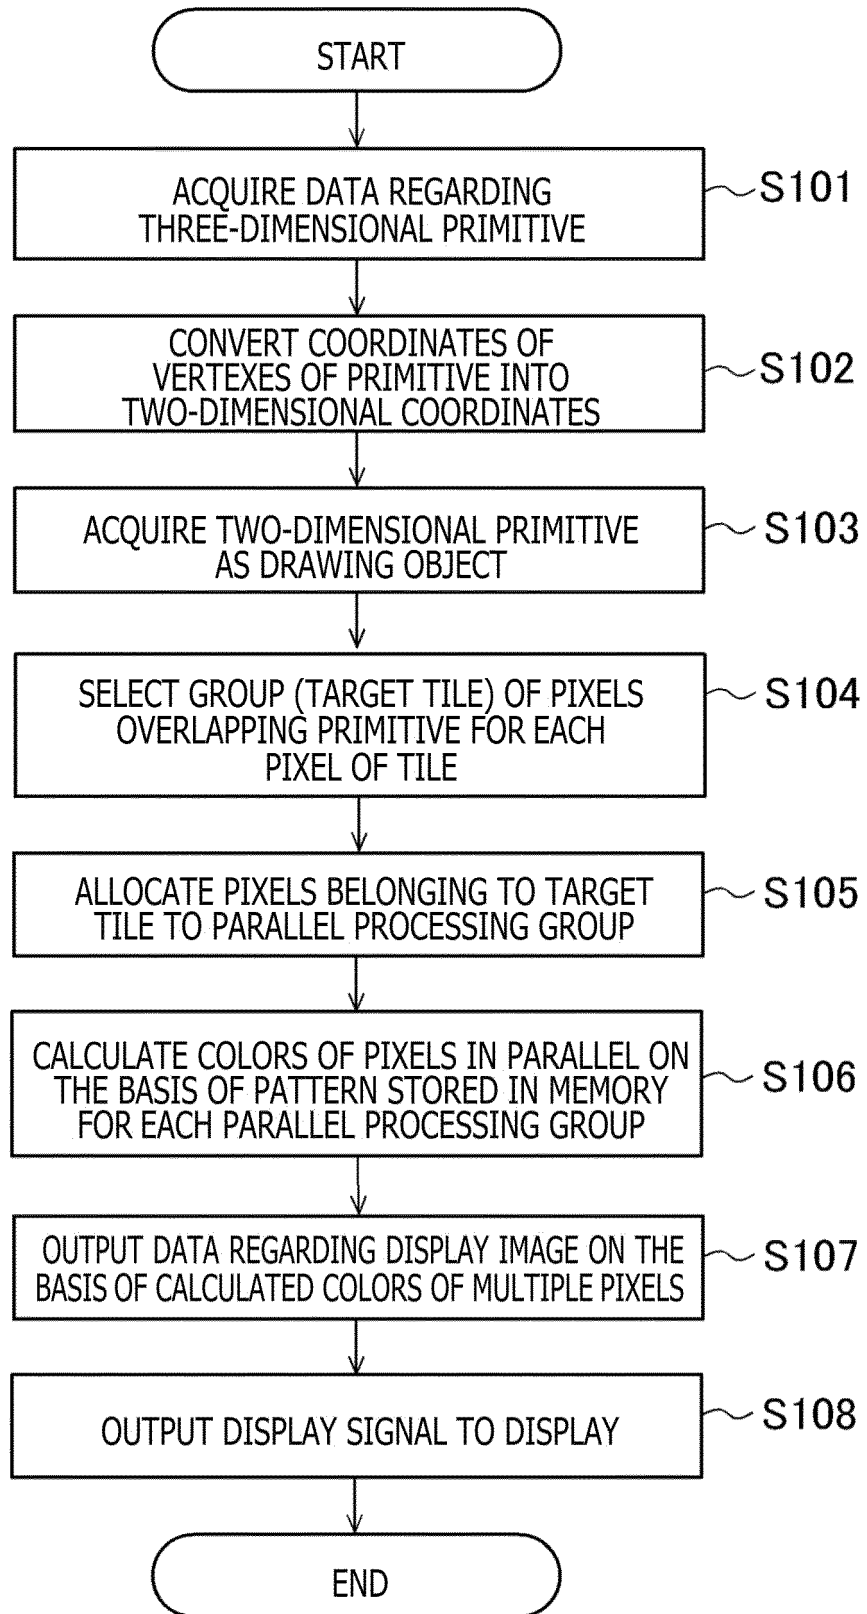 START
ACQUIRE DATA REGARDING
THREE-DIMENSIONAL PRIMITIVE
S101
CONVERT COORDINATES OF
VERTEXES OF PRIMITIVE INTO
TWO-DIMENSIONAL COORDINATES
S102
ACQUIRE TWO-DIMENSIONAL PRIMITIVE
AS DRAWING OBJECT
S103
SELECT GROUP (TARGET TILE) OF PIXELS
OVERLAPPING PRIMITIVE FOR EACH
PIXEL OF TILE
S104
ALLOCATE PIXELS BELONGING TO TARGET
TILE TO PARALLEL PROCESSING GROUP
S105
CALCULATE COLORS OF PIXELS IN PARALLEL ON
THE BASIS OF PATTERN STORED IN MEMORY
FOR EACH PARALLEL PROCESSING GROUP
S106
OUTPUT DATA REGARDING DISPLAY IMAGE ON THE
BASIS OF CALCULATED COLORS OF MULTIPLE PIXELS
S107
OUTPUT DISPLAY SIGNAL TO DISPLAY
S108
END